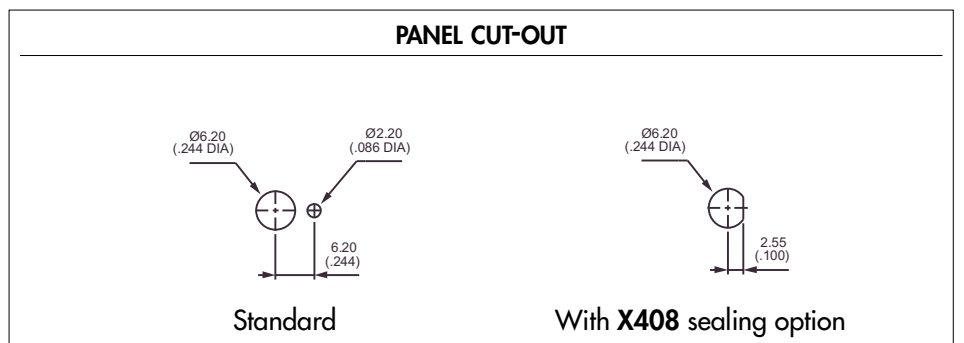 PANEL CUT-OUT
Ø6.20
(.244 DIA)
Ø2.20
(.086 DIA)
6.20
(.244)
Standard
Ø6.20
(.244 DIA)
2.55
(.100)
With X408 sealing option